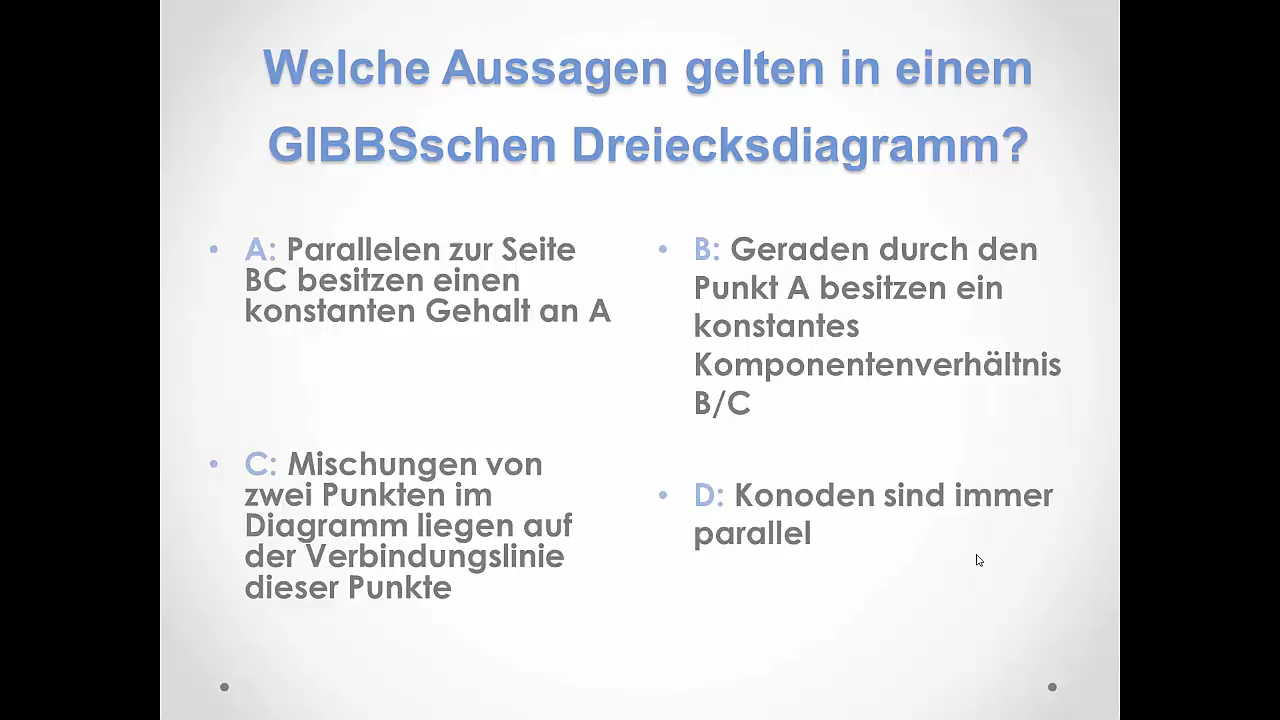 Welche Aussagen gelten in einem
GIBBSschen Dreiecksdiagramm?
• A: Parallelen zur Seite
BC besitzen einen
konstanten Gehalt an A
• B: Geraden durch den
Punkt A besitzen ein
konstantes
Komponentenverhältnis
B/C
• C: Mischungen von
zwei Punkten im
Diagramm liegen auf
der Verbindungslinie
dieser Punkte
• D: Konoden sind immer
parallel